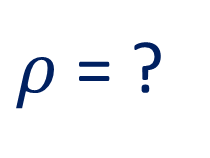 ρ = ?